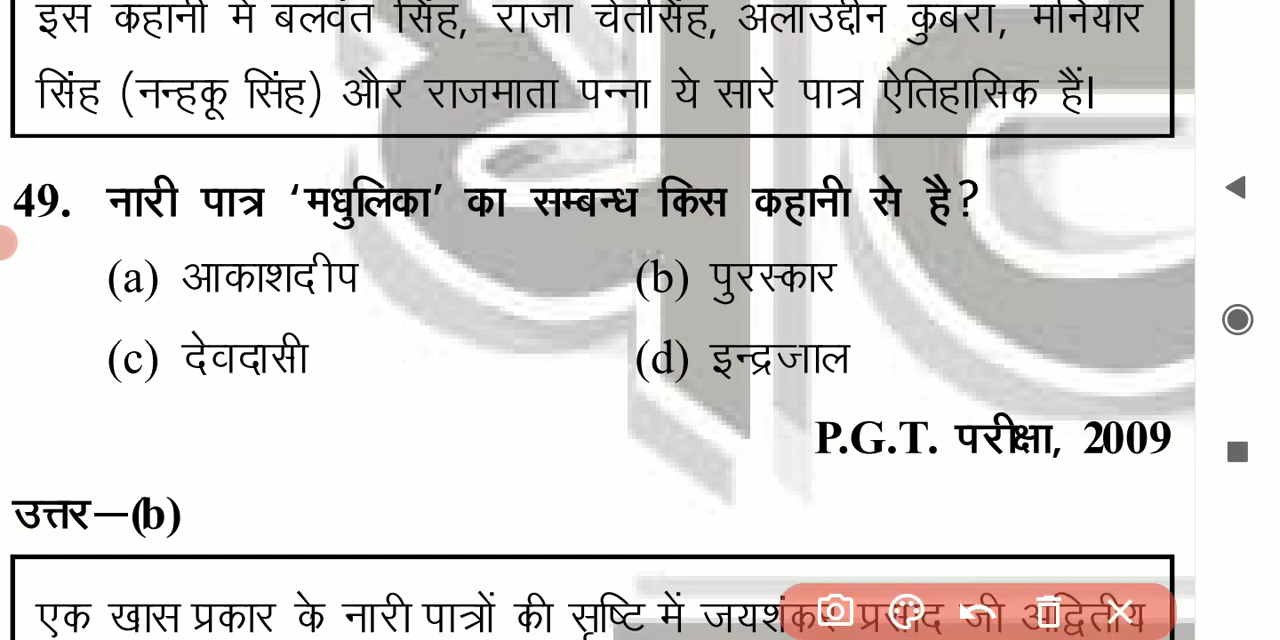 इस कहानी में बलवंत सिंह, राजा चेतसिंह, अलाउद्दीन कुबरा, मनियार
सिंह (नन्हकू सिंह) और राजमाता पन्ना ये सारे पात्र ऐतिहासिक हैं।
49. नारी पात्र ‘मधुलिका’ का सम्बन्ध किस कहानी से है?
(a) आकाशदीप (b) पुरस्कार
(c) देवदासी (d) इन्द्रजाल
P.G.T. परीक्षा, 2009
उत्तर—(b)
एक खास प्रकार के नारी पात्रों की सृष्टि में जयशंकर प्रसाद जी अद्वितीय